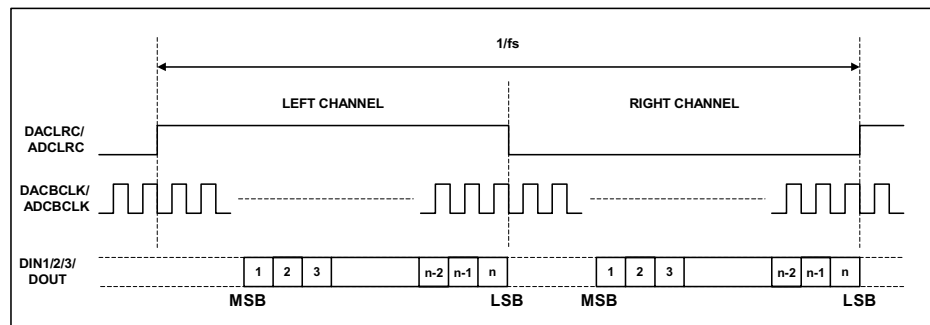 1/fs
LEFT CHANNEL
RIGHT CHANNEL
DACLRC/
ADCLRC
DACBCLK/
ADCBCLK
DIN1/2/3/
DOUT
1 2 3 n-2 n-1 n 1 2 3 n-2 n-1 n
MSB LSB MSB LSB